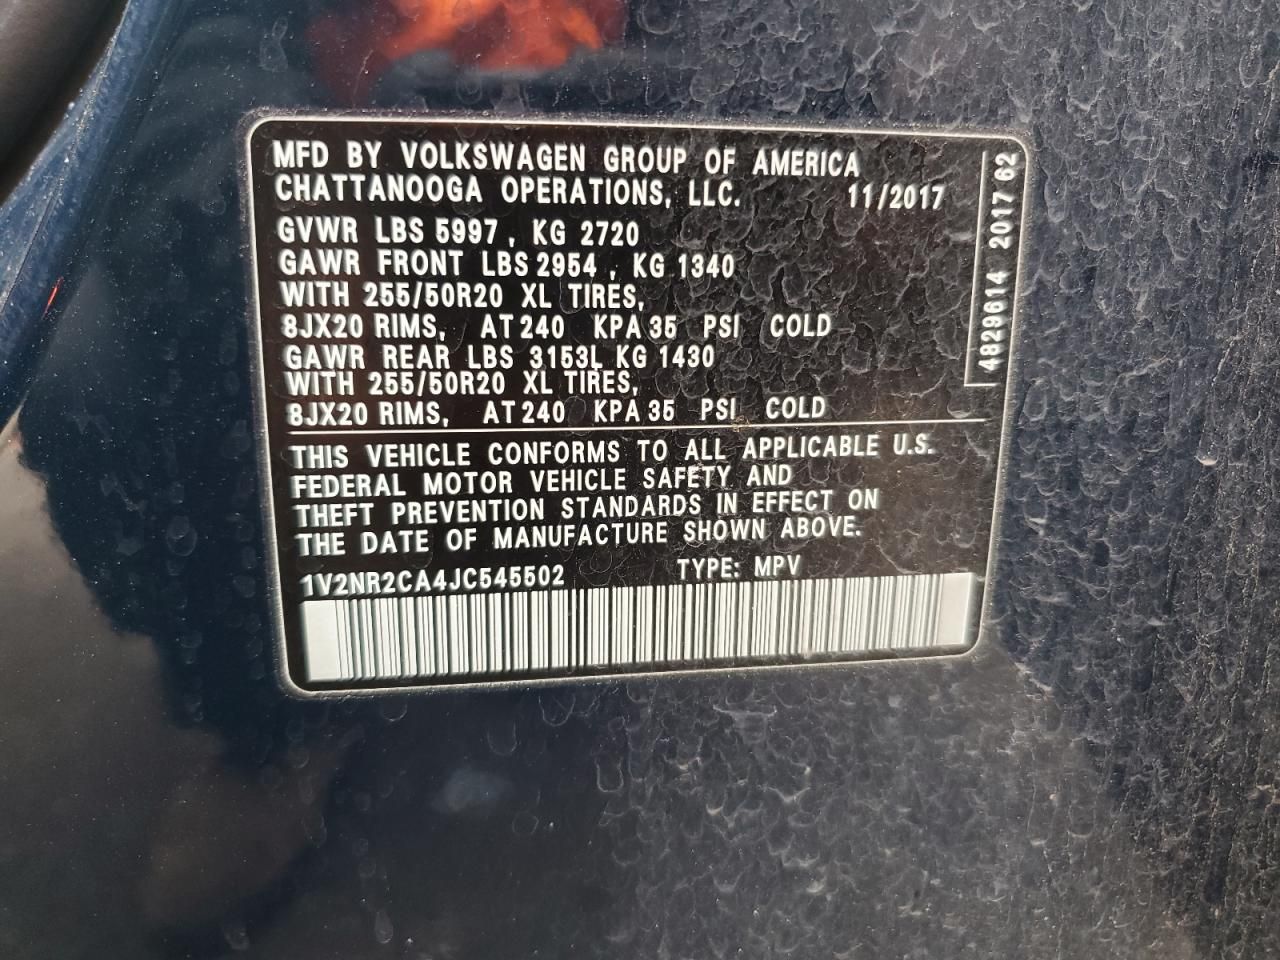 MFD BY VOLKSWAGEN GROUP OF AMERICA
CHATTANOOGA OPERATIONS, LLC. 11/2017
GVWR LBS 5997 , KG 2720
GAWR FRONT LBS 2954 , KG 1340
WITH 255/50R20 XL TIRES,
8JX20 RIMS, AT 240 KPA 35 PSI COLD
GAWR REAR LBS 3153L KG 1430
WITH 255/50R20 XL TIRES,
8JX20 RIMS, AT 240 KPA 35 PSI COLD
THIS VEHICLE CONFORMS TO ALL APPLICABLE U.S.
FEDERAL MOTOR VEHICLE SAFETY AND
THEFT PREVENTION STANDARDS IN EFFECT ON
THE DATE OF MANUFACTURE SHOWN ABOVE.
1V2NR2CA4JC545502 TYPE: MPV
4829614 2017 62